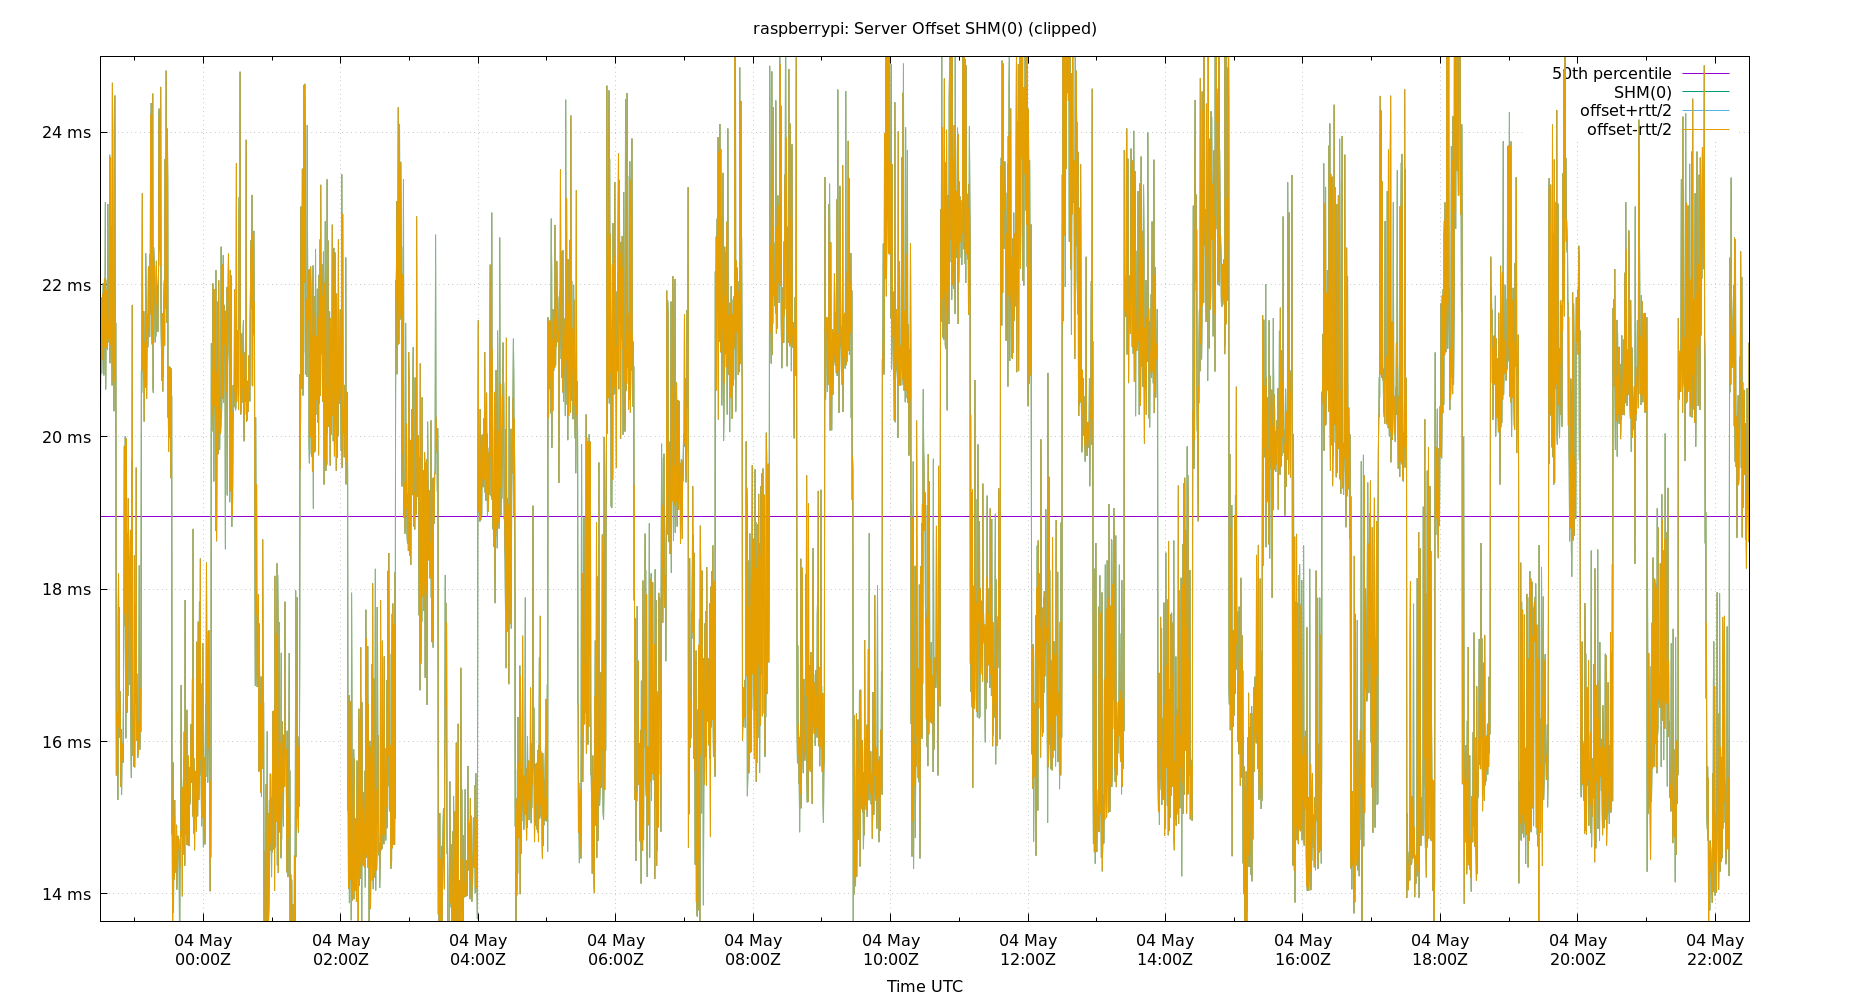 raspberrypi: Server Offset SHM(0) (clipped)
50th percentile
SHM(0)
offset+rtt/2
offset-rtt/2
24 ms
22 ms
20 ms
18 ms
16 ms
14 ms
04 May 04 May 04 May 04 May 04 May 04 May 04 May 04 May 04 May 04 May 04 May 04 May
00:00Z 02:00Z 04:00Z 06:00Z 08:00Z 10:00Z 12:00Z 14:00Z 16:00Z 18:00Z 20:00Z 22:00Z
Time UTC